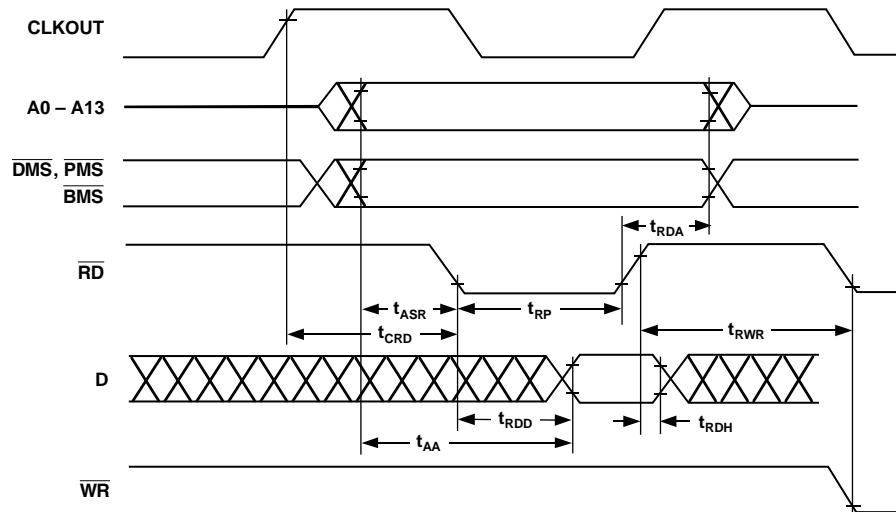 CLKOUT
A0 – A13
DMS, PMS
BMS
tRDA
RD
tASR
tRP
tCRD
tRWR
D
tRDD
tRDH
tAA
WR